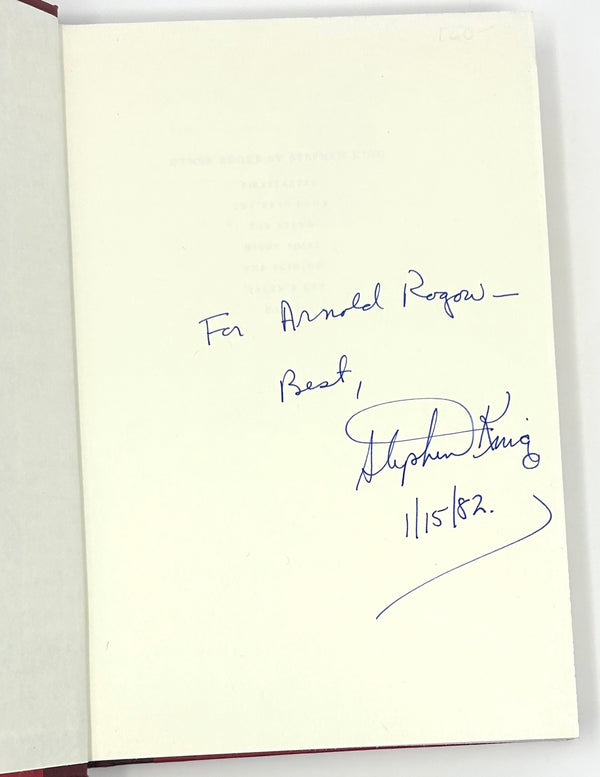 For Arnold Rogow—
Best,
Stephen King
1/15/82.